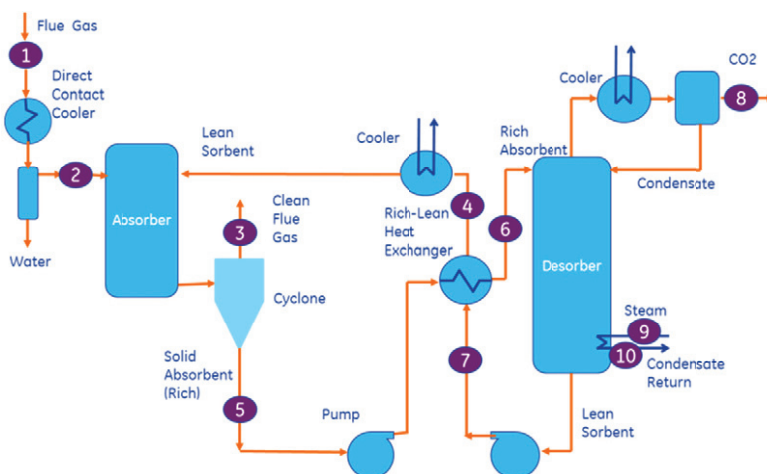 Flue Gas
1
Direct
Contact
Cooler
2
Water
Absorber
Lean
Sorbent
3
Clean
Flue
Gas
Cyclone
Solid
Absorbent
(Rich)
5
Pump
Cooler
4
Rich-Lean
Heat
Exchanger
6
7
Rich
Absorbent
Cooler
CO2
8
Condensate
Desorber
Steam
9
10
Condensate
Return
Lean
Sorbent